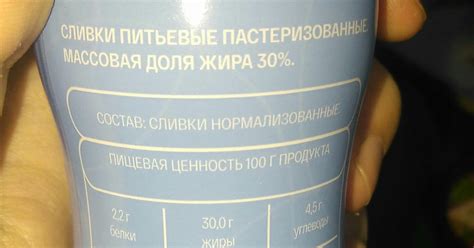 СЛИВКИ ПИТЬЕВЫЕ ПАСТЕРИЗОВАННЫЕ.
МАССОВАЯ ДОЛЯ ЖИРА 30%.
СОСТАВ: СЛИВКИ НОРМАЛИЗОВАННЫЕ
ПИЩЕВАЯ ЦЕННОСТЬ 100 Г ПРОДУКТА
2,2 г 30,0 г 4,5 г
белки жиры углеводы